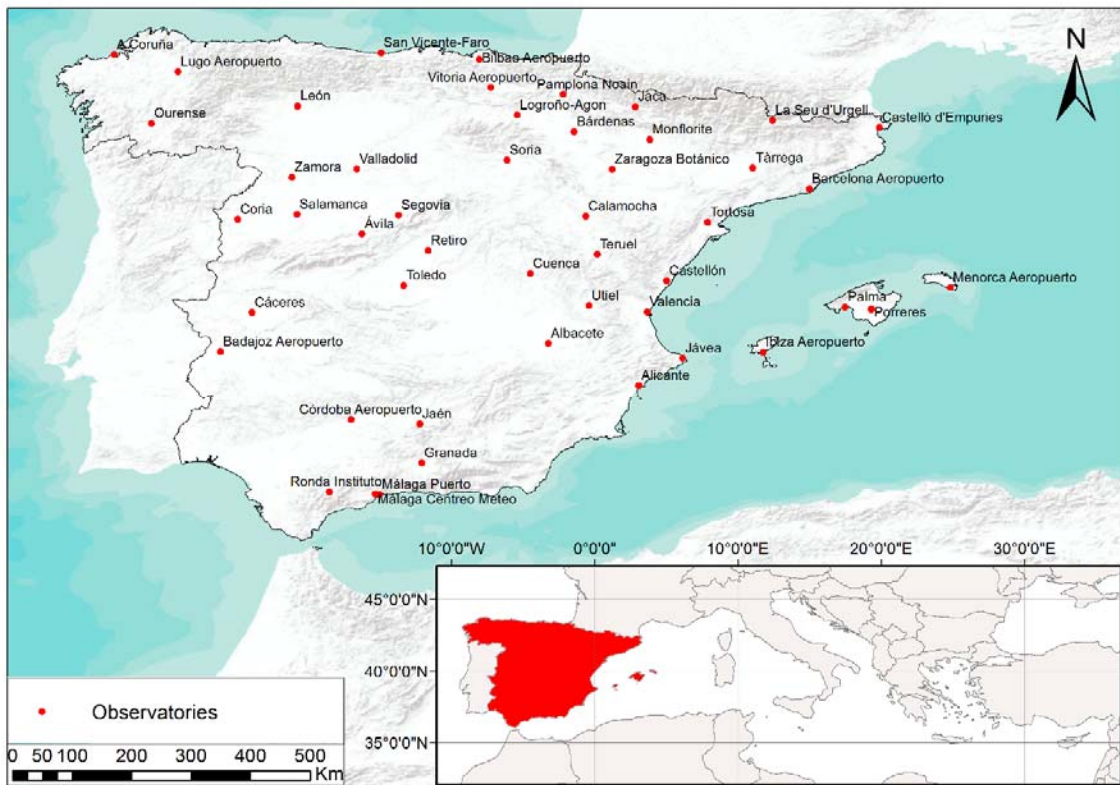 N
A Coruña
San Vicente-Faro
Bilbao Aeropuerto
Lugo Aeropuerto
Vitoria Aeropuerto
Pamplona Noain
León
Jaca
Logroño-Agon
La Seu d'Urgell
Castelló d'Empuries
Ourense
Bárdenas
Monflorite
Soria
Valladolid
Zaragoza Botánico
Tàrrega
Zamora
Barcelona Aeropuerto
Coria
Salamanca
Segovia
Calamocha
Tortosa
Ávila
Retiro
Teruel
Cuenca
Castellón
Menorca Aeropuerto
Toledo
Cáceres
Utiel
Valencia
Palma
Porreres
Albacete
Badajoz Aeropuerto
Jávea
Ibiza Aeropuerto
Alicante
Córdoba Aeropuerto
Jaén
Granada
Ronda Instituto
Málaga Puerto
Málaga Centreo Meteo
10°0'0"W 0°0'0" 10°0'0"E 20°0'0"E 30°0'0"E
45°0'0"N
40°0'0"N
35°0'0"N
Observatories
0 50 100 200 300 400 500
Km